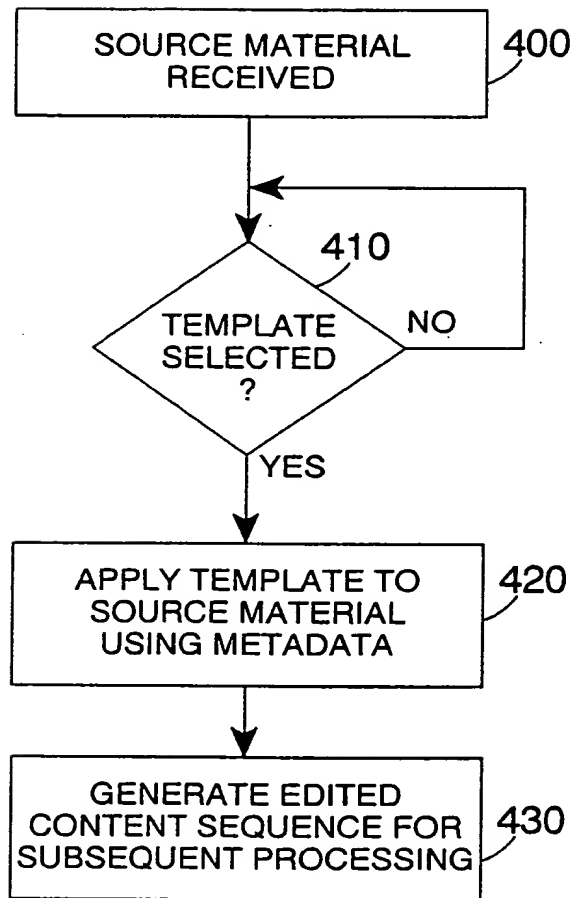 SOURCE MATERIAL
RECEIVED
400
410
TEMPLATE
SELECTED
?
NO
YES
APPLY TEMPLATE TO
SOURCE MATERIAL
USING METADATA
420
GENERATE EDITED
CONTENT SEQUENCE FOR
SUBSEQUENT PROCESSING
430